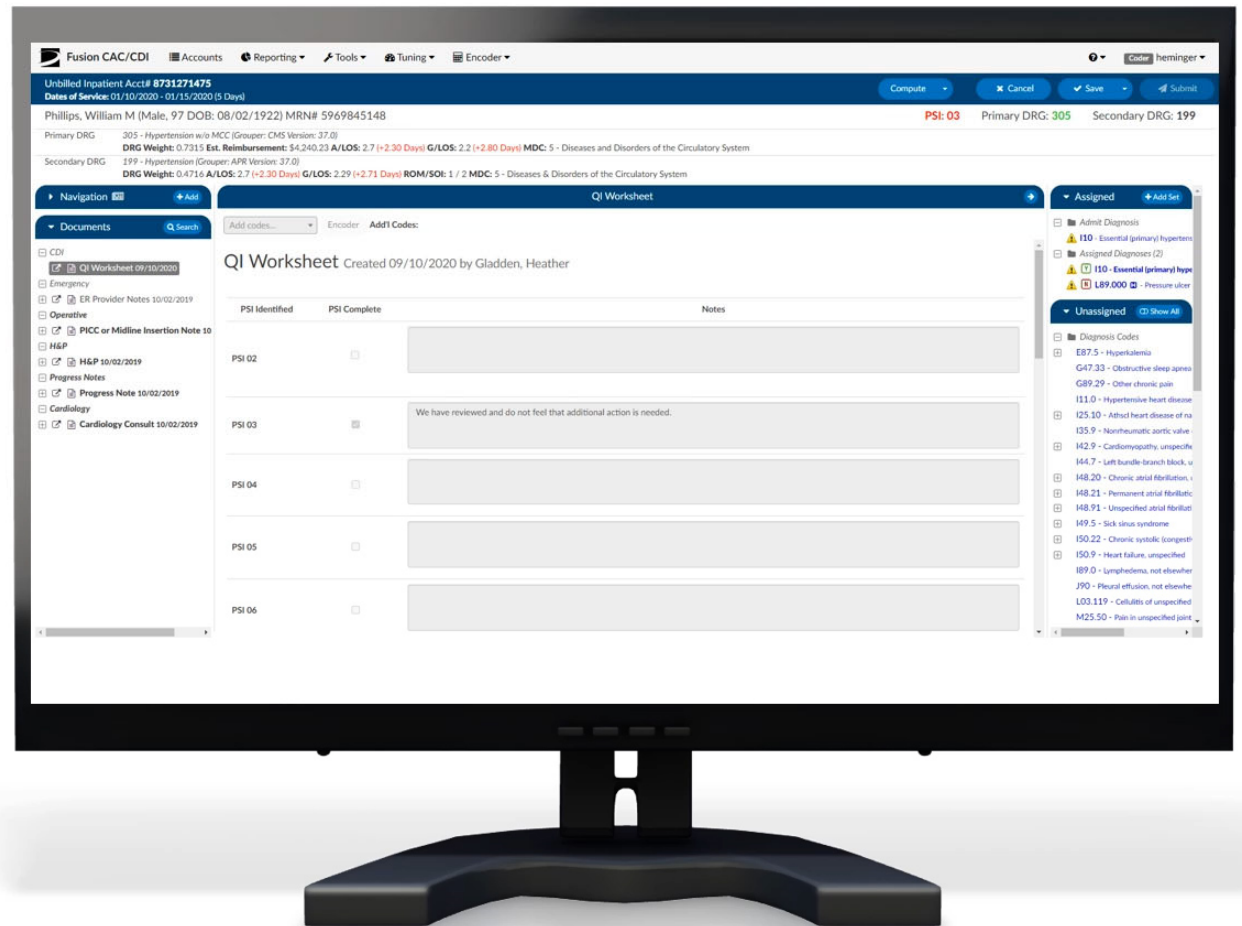 Fusion CAC/CDI Accounts Reporting Tools Tuning Encoder Coder heminger
Unbilled Inpatient Acct# 8731271475
Dates of Service: 01/10/2020 - 01/15/2020 (5 Days)
Compute Cancel Save Submit
Phillips, William M (Male, 97 DOB: 08/02/1922) MRN# 5969845148
PSI: 03 Primary DRG: 305 Secondary DRG: 199
Primary DRG 305 - Hypertension w/o MCC (Grouper: CMS Version: 37.0)
DRG Weight: 0.7315 Est. Reimbursement: $4,240.23 A/LOS: 2.7 (+2.30 Days) G/LOS: 2.2 (+2.80 Days) MDC: 5 - Diseases and Disorders of the Circulatory System
Secondary DRG 199 - Hypertension (Grouper: APR Version: 37.0)
DRG Weight: 0.4716 A/LOS: 2.7 (+2.30 Days) G/LOS: 2.29 (+2.71 Days) ROM/SOI: 1 / 2 MDC: 5 - Diseases & Disorders of the Circulatory System
Navigation +Add
Documents Search
CDI
QI Worksheet 09/10/2020
Emergency
ER Provider Notes 10/02/2019
Operative
PICC or Midline Insertion Note 10
H&P
H&P 10/02/2019
Progress Notes
Progress Note 10/02/2019
Cardiology
Cardiology Consult 10/02/2019
QI Worksheet
Add codes... Encoder Add'l Codes:
QI Worksheet Created 09/10/2020 by Gladden, Heather
PSI Identified PSI Complete Notes
PSI 02
PSI 03 We have reviewed and do not feel that additional action is needed.
PSI 04
PSI 05
PSI 06
Assigned +Add Set
Admit Diagnosis
I10 - Essential (primary) hypertens
Assigned Diagnoses (2)
Y I10 - Essential (primary) hype
L89.000 - Pressure ulcer
Unassigned Show All
Diagnosis Codes
E87.5 - Hyperkalemia
G47.33 - Obstructive sleep apnea
G89.29 - Other chronic pain
I11.0 - Hypertensive heart disease
I25.10 - Athscl heart disease of na
I35.9 - Nonrheumatic aortic valve
I42.9 - Cardiomyopathy, unspecifie
I44.7 - Left bundle-branch block, u
I48.20 - Chronic atrial fibrillation,
I48.21 - Permanent atrial fibrillatio
I48.91 - Unspecified atrial fibrillati
I49.5 - Sick sinus syndrome
I50.22 - Chronic systolic (congesti
I50.9 - Heart failure, unspecified
I89.0 - Lymphedema, not elsewher
J90 - Pleural effusion, not elsewhe
L03.119 - Cellulitis of unspecified
M25.50 - Pain in unspecified joint